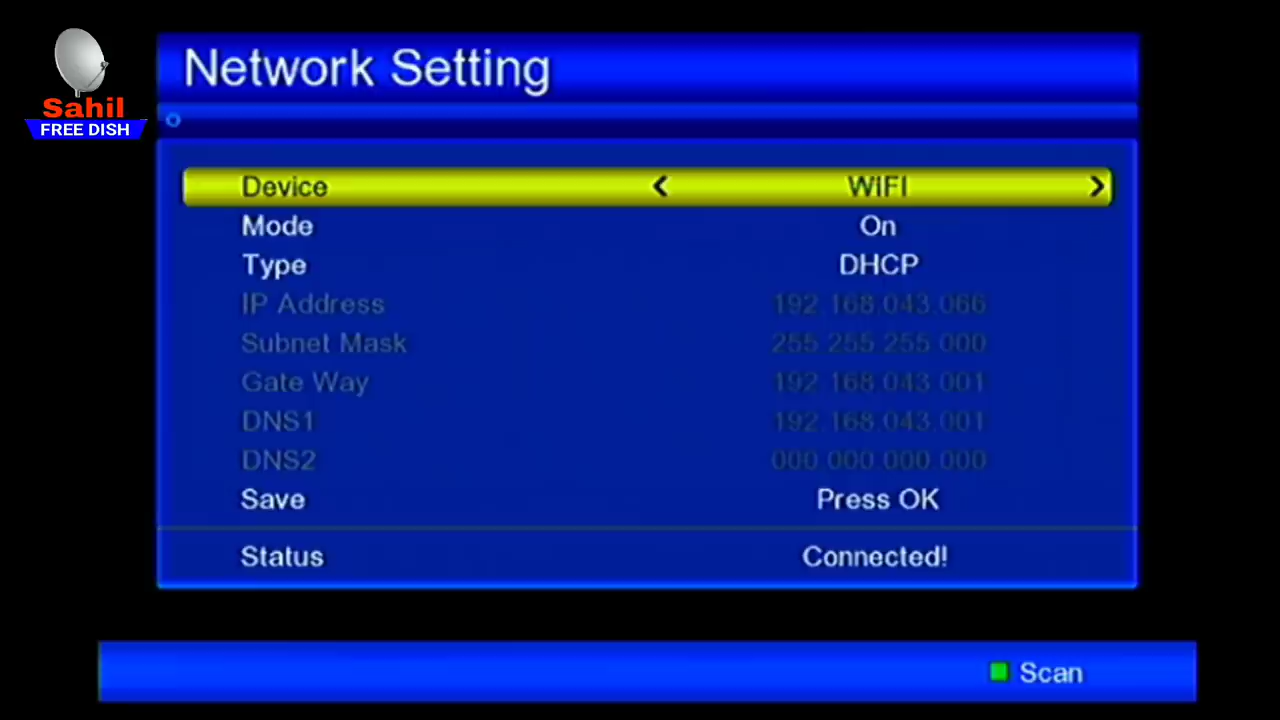 Sahil
FREE DISH
Network Setting
Device < WIFI >
Mode On
Type DHCP
IP Address 192.168.043.066
Subnet Mask 255.255.255.000
Gate Way 192.168.043.001
DNS1 192.168.043.001
DNS2 000.000.000.000
Save Press OK
Status Connected!
Scan